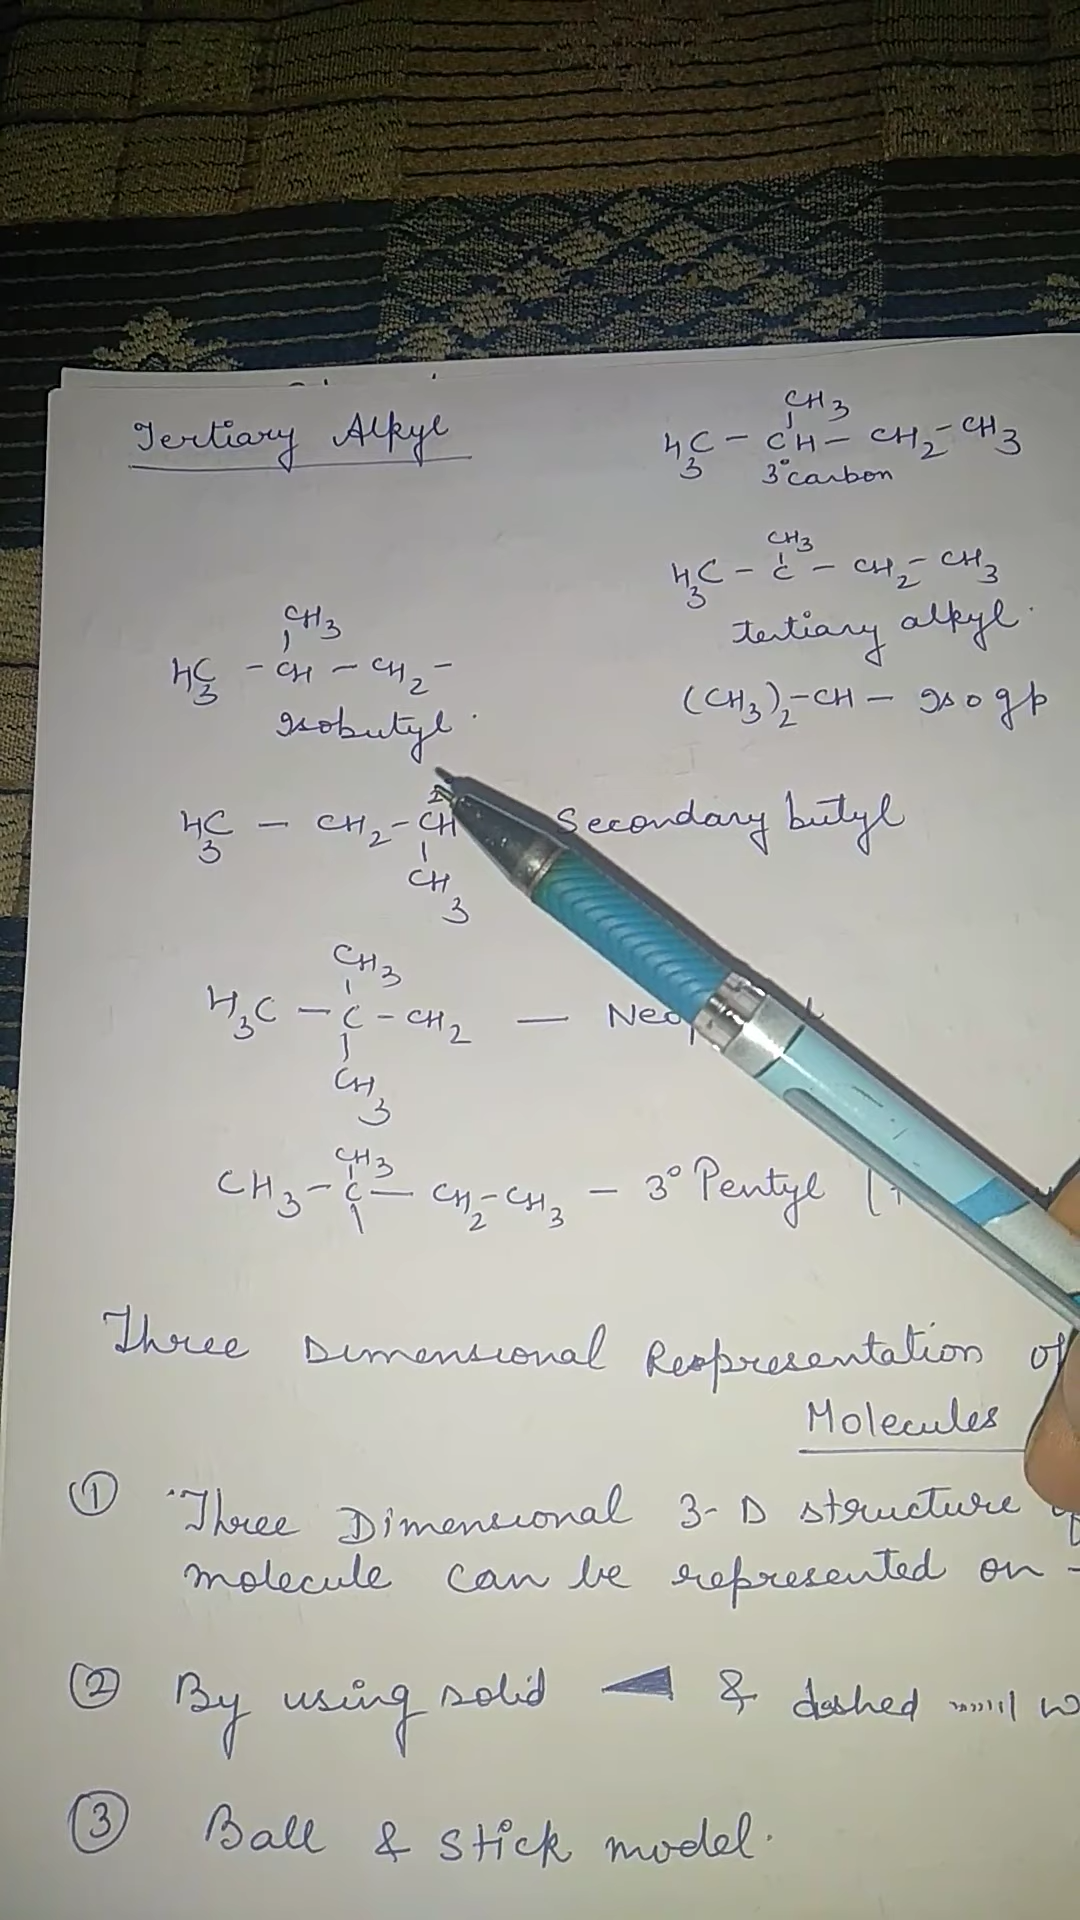 Tertiary Alkyl
CH3
H3C - CH - CH2 - CH3
3° carbon
CH3
H3C - C - CH2 - CH3
tertiary alkyl
(CH3)2 - CH - Iso gp
CH3
H3C - CH - CH2 -
Isobutyl
H3C - CH2 - CH Secondary butyl
CH3
CH3
H3C - C - CH2 -
CH3
CH3
CH3 - C - CH2 - CH3 - 3° Pentyl
Three Dimensional Representation of
Molecules
① Three Dimensional 3-D structure
molecule can be represented on
② By using solid & dashed
③ Ball & stick model.